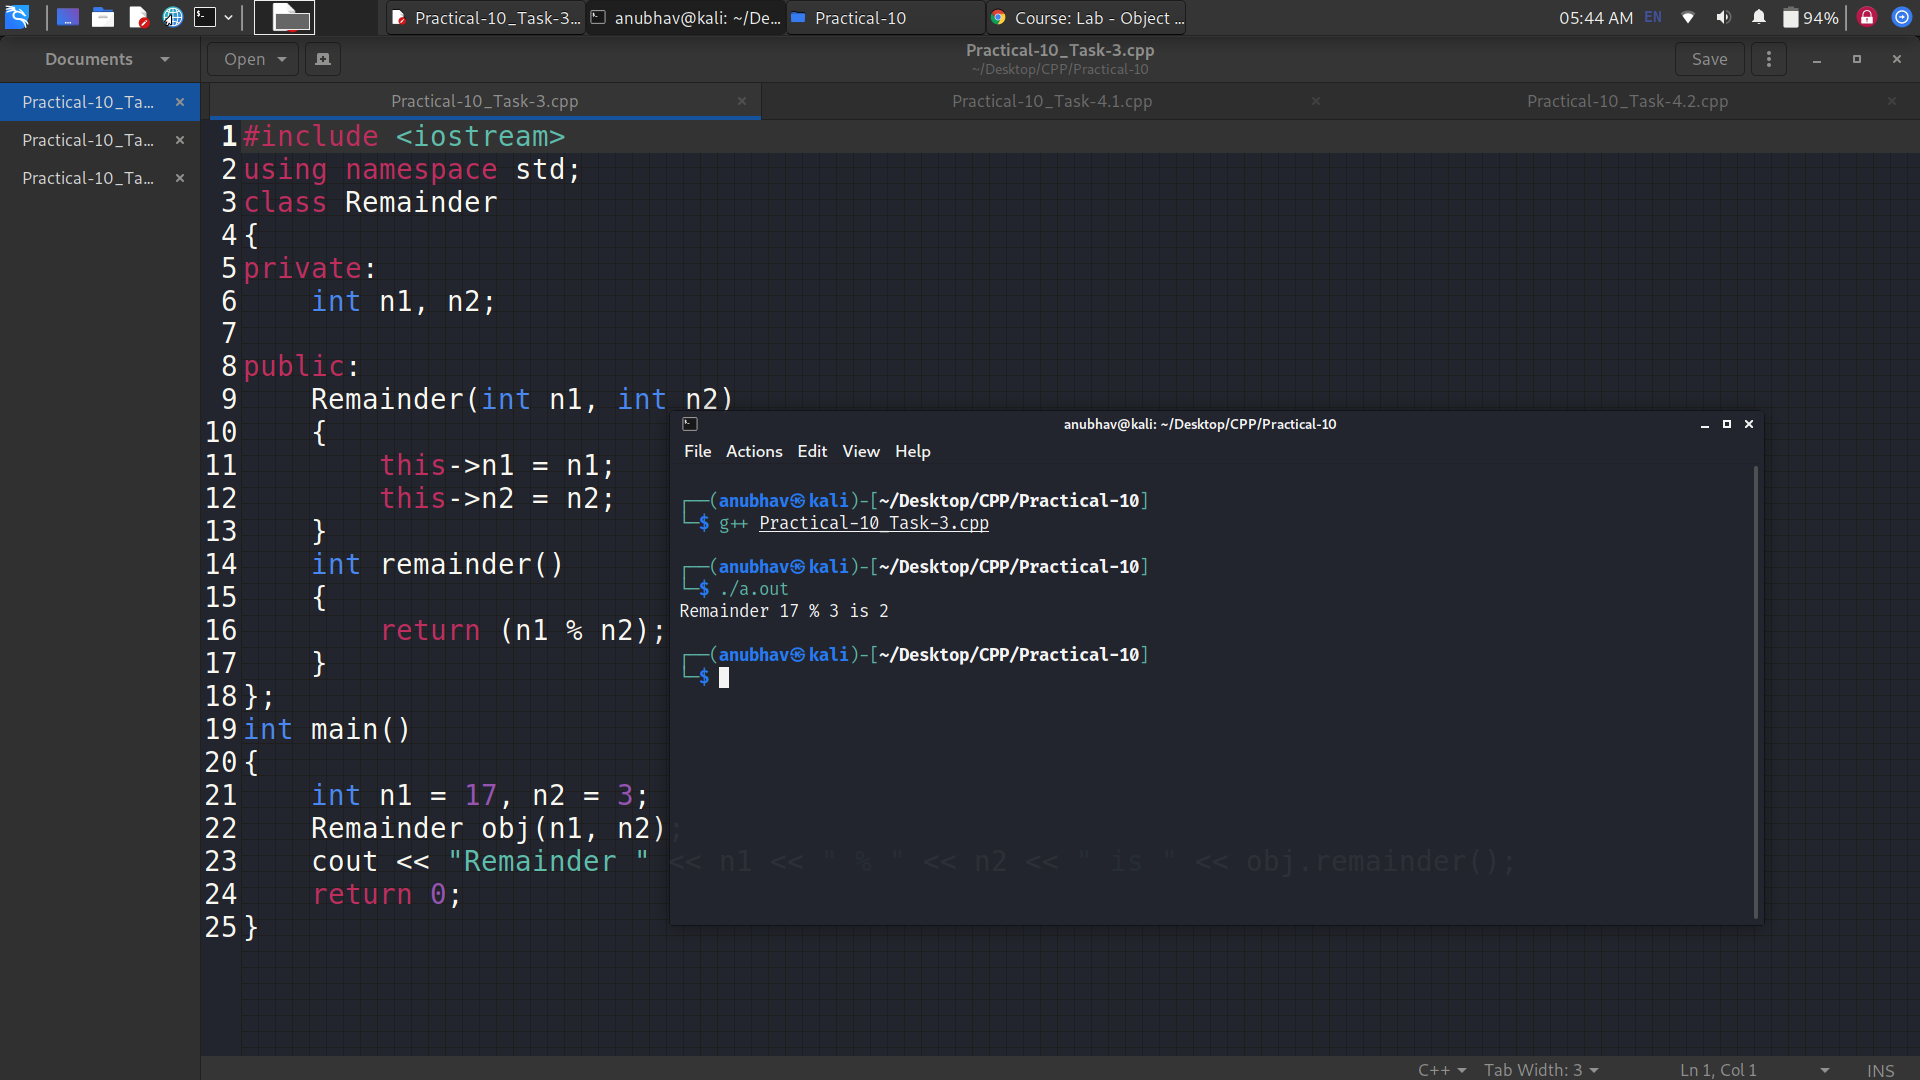 Practical-10_Task-3...
anubhav@kali: ~/De...
Practical-10
Course: Lab - Object ...
05:44 AM
EN
94%
Documents
Open
Practical-10_Task-3.cpp
~/Desktop/CPP/Practical-10
Save
Practical-10_Ta...
Practical-10_Ta...
Practical-10_Ta...
Practical-10_Task-3.cpp
Practical-10_Task-4.1.cpp
Practical-10_Task-4.2.cpp
1 #include <iostream>
2 using namespace std;
3 class Remainder
4 {
5 private:
6     int n1, n2;
7
8 public:
9     Remainder(int n1, int n2)
10     {
11         this->n1 = n1;
12         this->n2 = n2;
13     }
14     int remainder()
15     {
16         return (n1 % n2);
17     }
18 };
19 int main()
20 {
21     int n1 = 17, n2 = 3;
22     Remainder obj(n1, n2);
23     cout << "Remainder " << n1 << " % " << n2 << " is " << obj.remainder();
24     return 0;
25 }
anubhav@kali: ~/Desktop/CPP/Practical-10
File Actions Edit View Help
┌──(anubhav㉿kali)-[~/Desktop/CPP/Practical-10]
└─$ g++ Practical-10_Task-3.cpp
┌──(anubhav㉿kali)-[~/Desktop/CPP/Practical-10]
└─$ ./a.out
Remainder 17 % 3 is 2
┌──(anubhav㉿kali)-[~/Desktop/CPP/Practical-10]
└─$
C++
Tab Width: 3
Ln 1, Col 1
INS